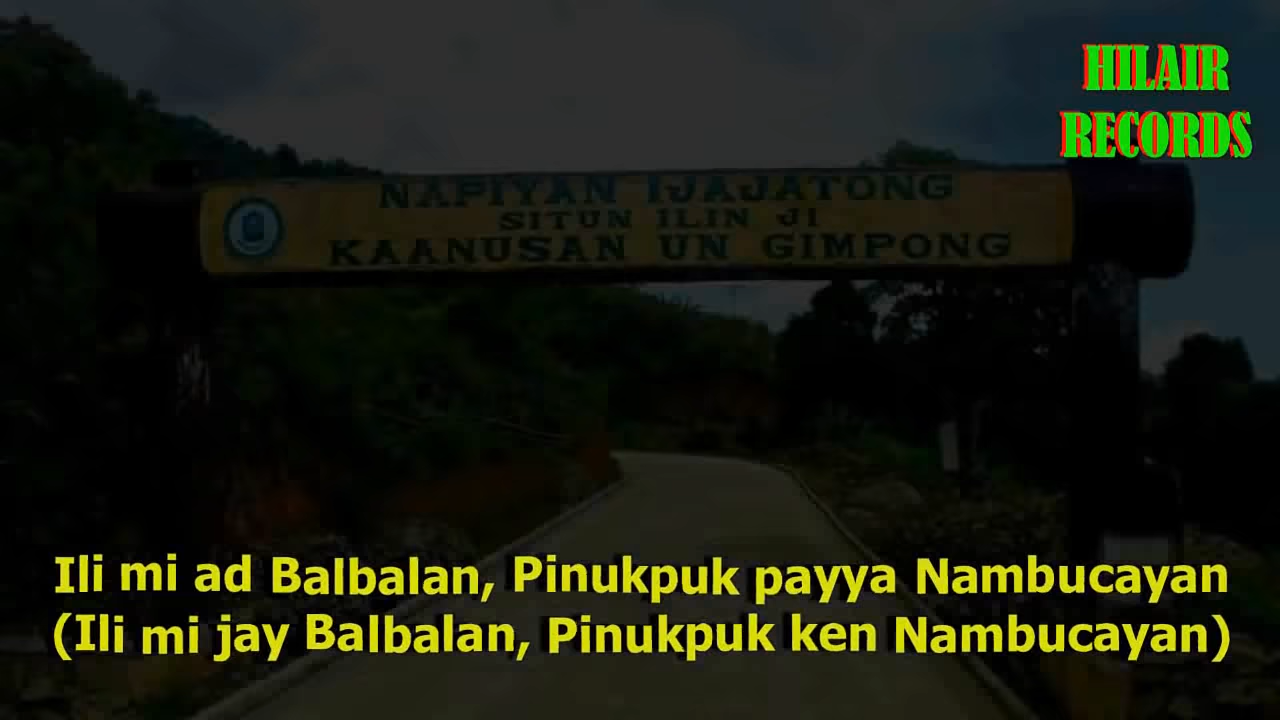 HILAIR
RECORDS
NAPIYAN IJAJATONG
SITUN ILIN JI
KAANUSAN UN GIMPONG
Ili mi ad Balbalan, Pinukpuk payya Nambucayan
(Ili mi jay Balbalan, Pinukpuk ken Nambucayan)